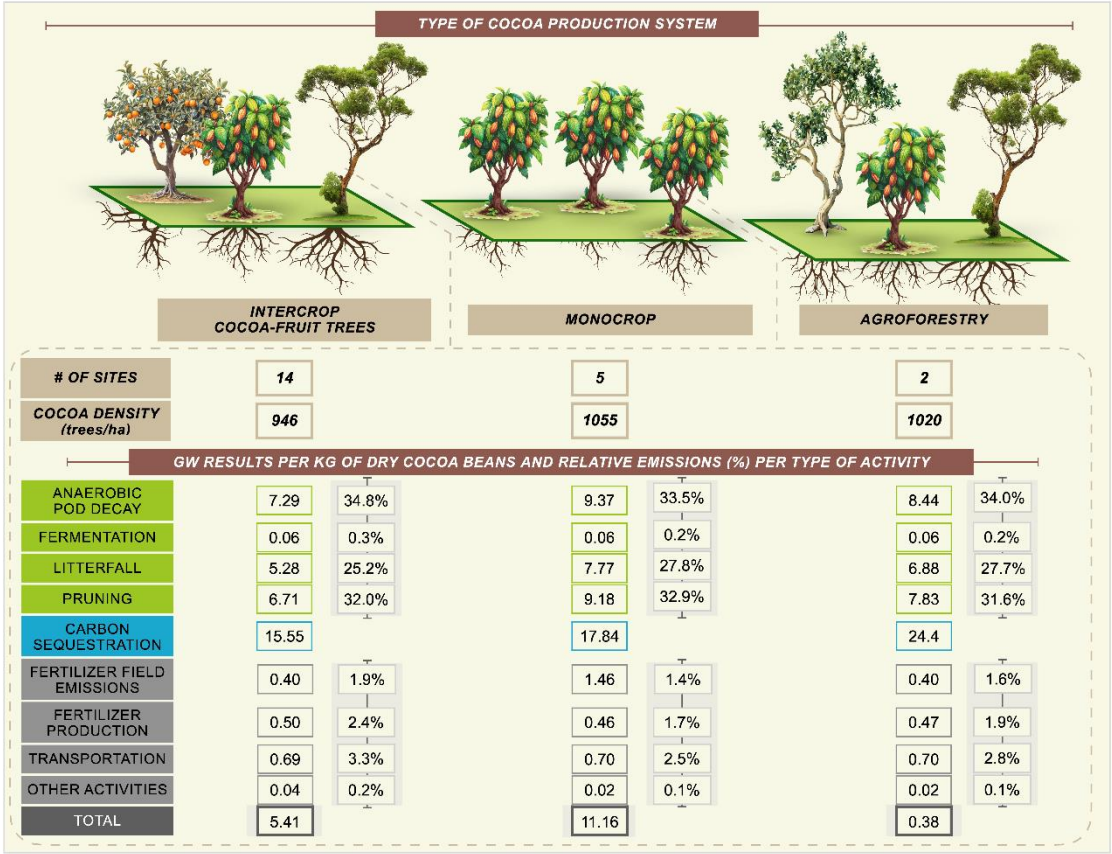 TYPE OF COCOA PRODUCTION SYSTEM
INTERCROP
COCOA-FRUIT TREES
MONOCROP
AGROFORESTRY
# OF SITES 14 5 2
COCOA DENSITY
(trees/ha) 946 1055 1020
GW RESULTS PER KG OF DRY COCOA BEANS AND RELATIVE EMISSIONS (%) PER TYPE OF ACTIVITY
ANAEROBIC
POD DECAY 7.29 34.8% 9.37 33.5% 8.44 34.0%
FERMENTATION 0.06 0.3% 0.06 0.2% 0.06 0.2%
LITTERFALL 5.28 25.2% 7.77 27.8% 6.88 27.7%
PRUNING 6.71 32.0% 9.18 32.9% 7.83 31.6%
CARBON
SEQUESTRATION 15.55 17.84 24.4
FERTILIZER FIELD
EMISSIONS 0.40 1.9% 1.46 1.4% 0.40 1.6%
FERTILIZER
PRODUCTION 0.50 2.4% 0.46 1.7% 0.47 1.9%
TRANSPORTATION 0.69 3.3% 0.70 2.5% 0.70 2.8%
OTHER ACTIVITIES 0.04 0.2% 0.02 0.1% 0.02 0.1%
TOTAL 5.41 11.16 0.38